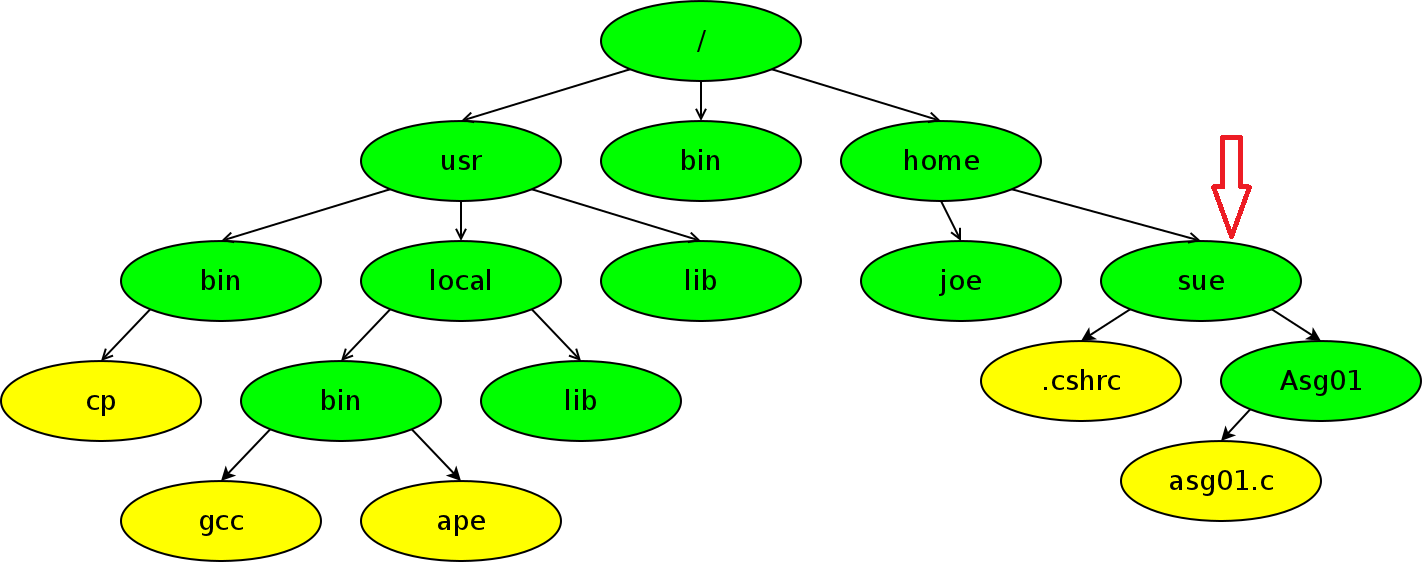 /
usr
bin
home
bin
local
lib
joe
sue
cp
bin
lib
.cshrc
Asg01
gcc
ape
asg01.c